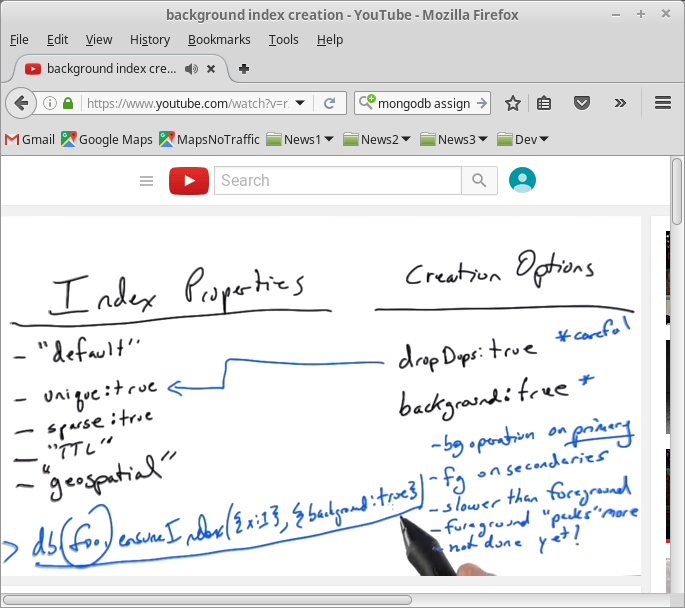 background index creation - YouTube - Mozilla Firefox
File Edit View History Bookmarks Tools Help
background index cre...
https://www.youtube.com/watch?v=r
mongodb assign
Gmail Google Maps MapsNoTraffic News1 News2 News3 Dev
Search
Index Properties
- "default"
- unique:true
- sparse:true
- "TTL"
- "geospatial"
Creation Options
dropDups:true *careful
background:true *
- bg operation on primary
- fg on secondaries
- slower than foreground
- foreground "packs" more
- not done yet?
> db.foo.ensureIndex({x:1}, {background:true})